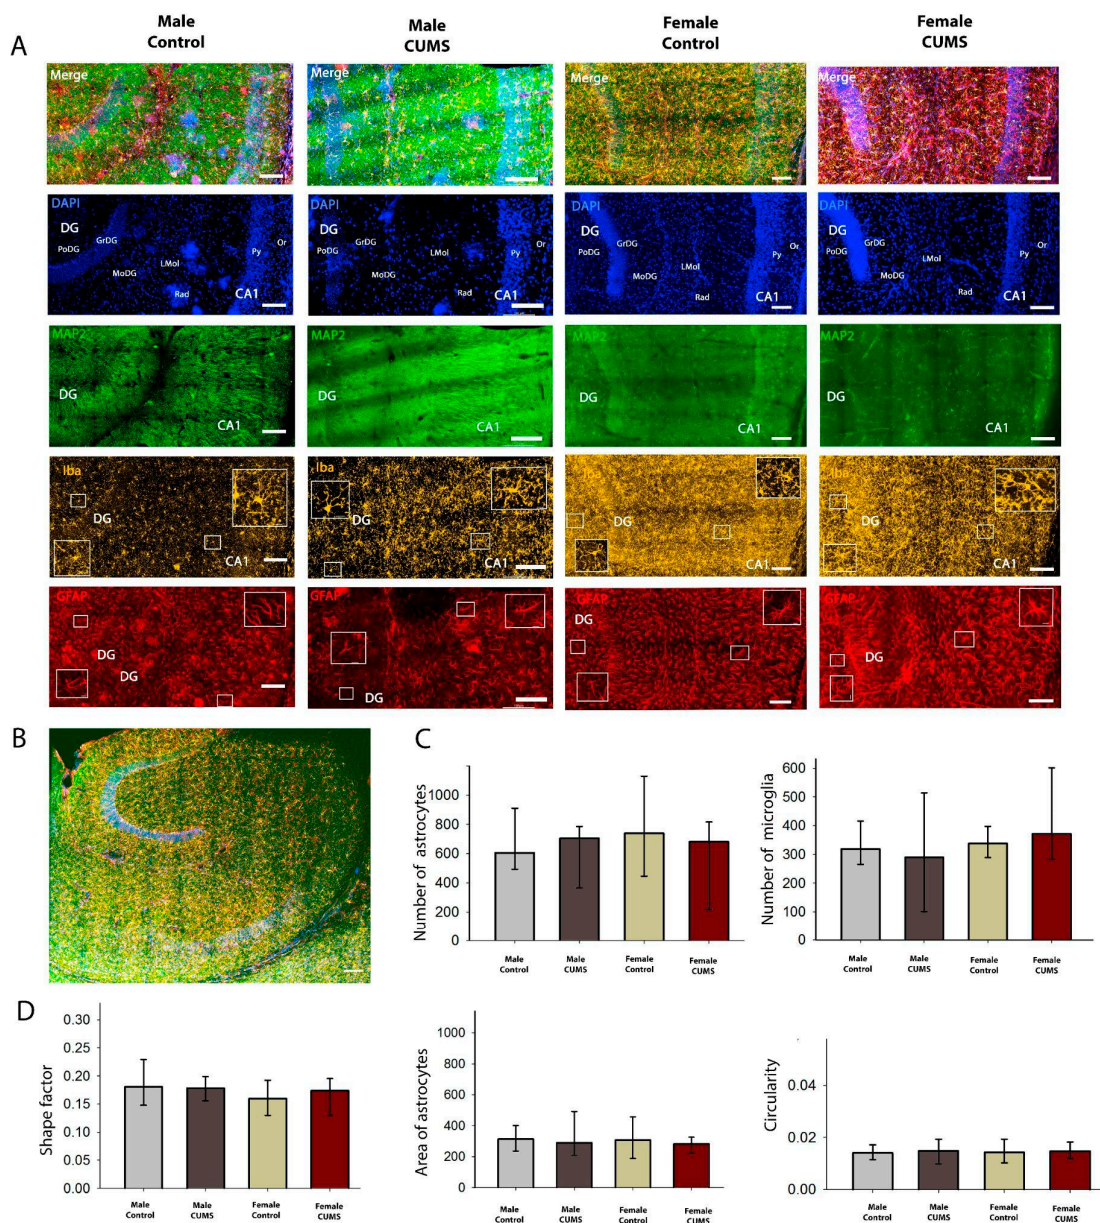 Male
Control
Male
CUMS
Female
Control
Female
CUMS
A
Merge
Merge
Merge
Merge
DAPI
DG
GrDG
PoDG
MoDG
LMol
Rad
Py
Or
CA1
DAPI
DG
GrDG
PoDG
MoDG
LMol
Rad
Py
Or
CA1
DAPI
DG
GrDG
PoDG
MoDG
LMol
Rad
Py
Or
CA1
DAPI
DG
GrDG
PoDG
MoDG
LMol
Rad
Py
Or
CA1
MAP2
DG
CA1
MAP2
DG
CA1
MAP2
DG
CA1
MAP2
DG
CA1
Iba
DG
CA1
Iba
DG
CA1
DG
CA1
DG
CA1
GFAP
DG
DG
GFAP
DG
GFAP
DG
GFAP
DG
B
C
Number of astrocytes
1000
800
600
400
200
0
Male
Control
Male
CUMS
Female
Control
Female
CUMS
Number of microglia
600
500
400
300
200
100
0
Male
Control
Male
CUMS
Female
Control
Female
CUMS
D
Shape factor
0.30
0.25
0.20
0.15
0.10
0.05
0.00
Male
Control
Male
CUMS
Female
Control
Female
CUMS
Area of astrocytes
1000
800
600
400
200
0
Male
Control
Male
CUMS
Female
Control
Female
CUMS
Circularity
0.04
0.02
0.00
Male
Control
Male
CUMS
Female
Control
Female
CUMS